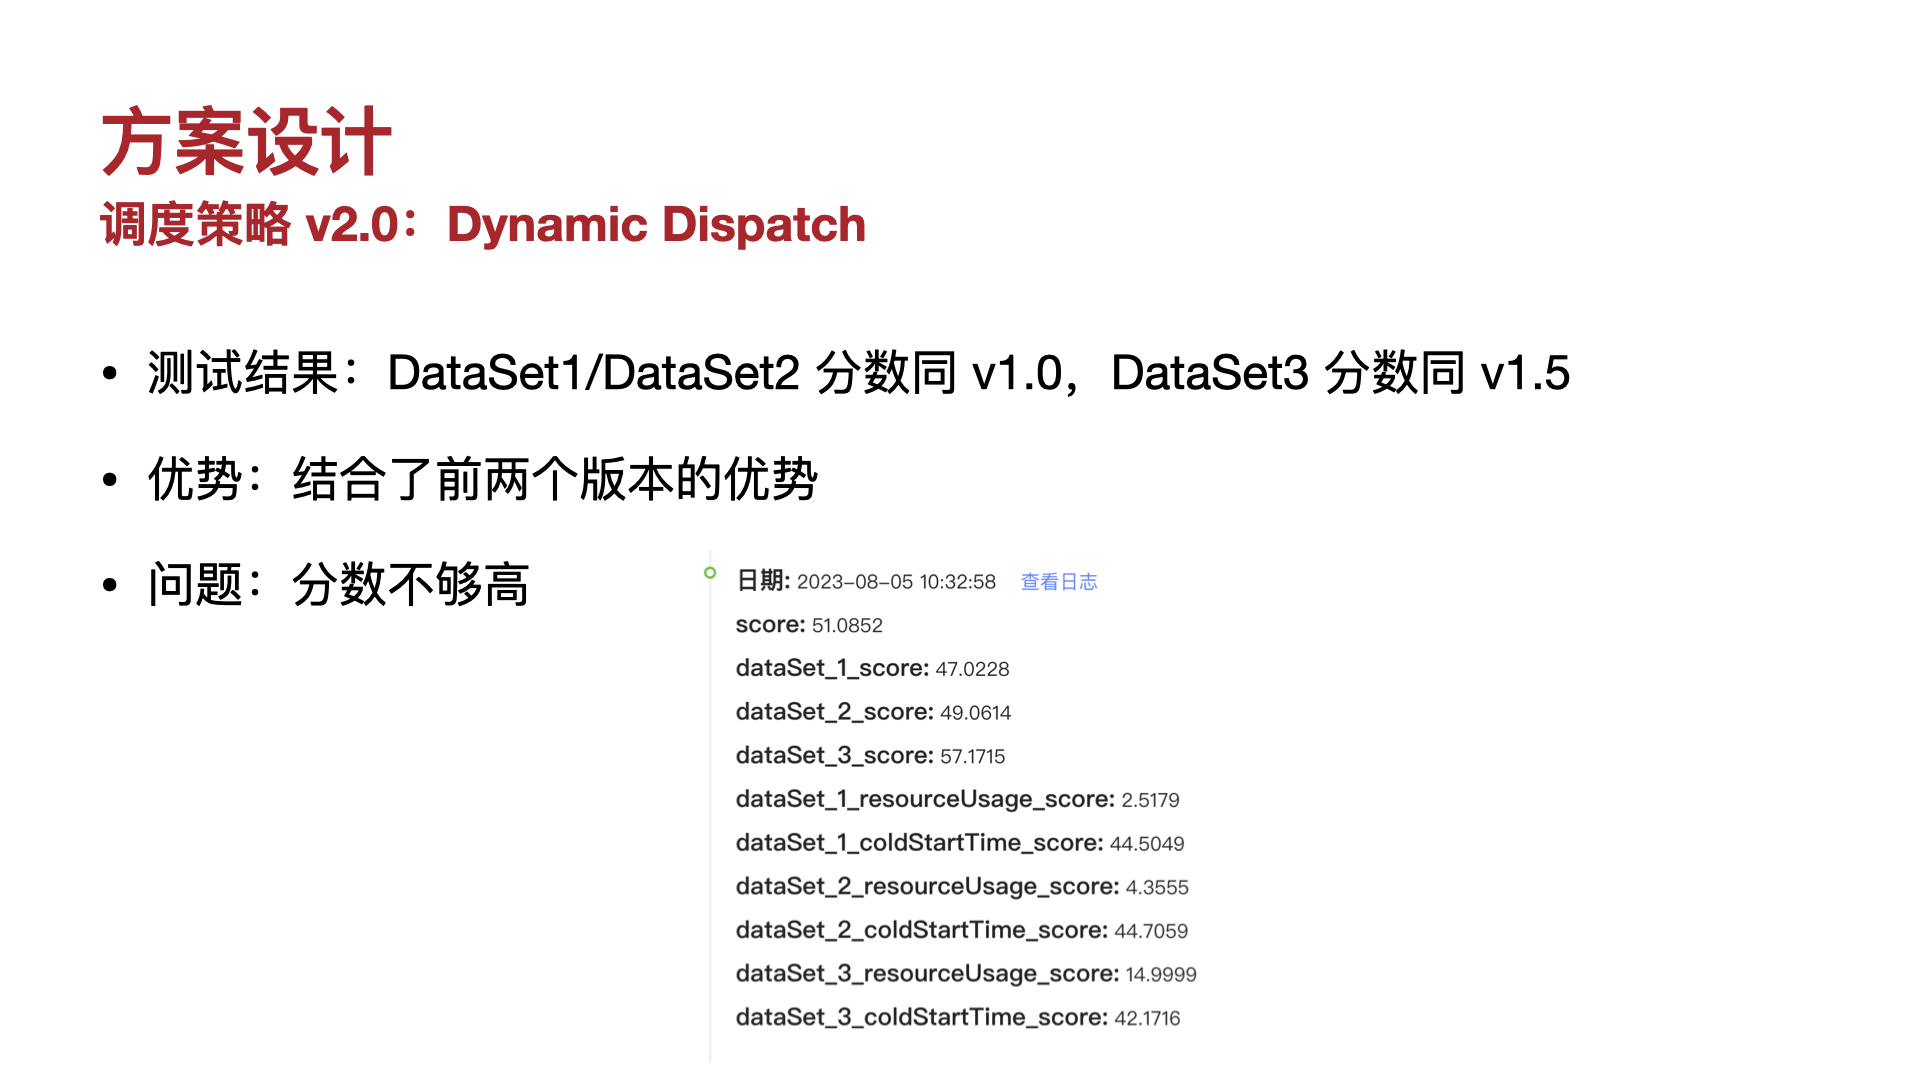 方案设计
调度策略 v2.0：Dynamic Dispatch
• 测试结果：DataSet1/DataSet2 分数同 v1.0，DataSet3 分数同 v1.5
• 优势：结合了前两个版本的优势
• 问题：分数不够高
日期: 2023-08-05 10:32:58 查看日志
score: 51.0852
dataSet_1_score: 47.0228
dataSet_2_score: 49.0614
dataSet_3_score: 57.1715
dataSet_1_resourceUsage_score: 2.5179
dataSet_1_coldStartTime_score: 44.5049
dataSet_2_resourceUsage_score: 4.3555
dataSet_2_coldStartTime_score: 44.7059
dataSet_3_resourceUsage_score: 14.9999
dataSet_3_coldStartTime_score: 42.1716